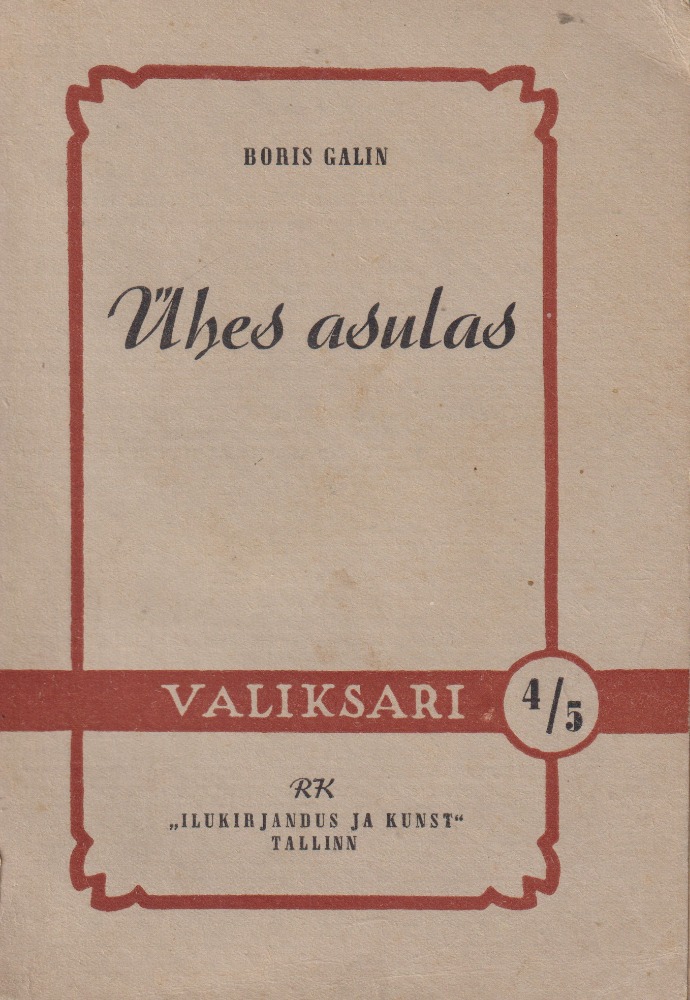 BORIS GALIN
Ühes asulas
VALIKSARI 4/5
RK
„ILUKIRJANDUS JA KUNST“
TALLINN